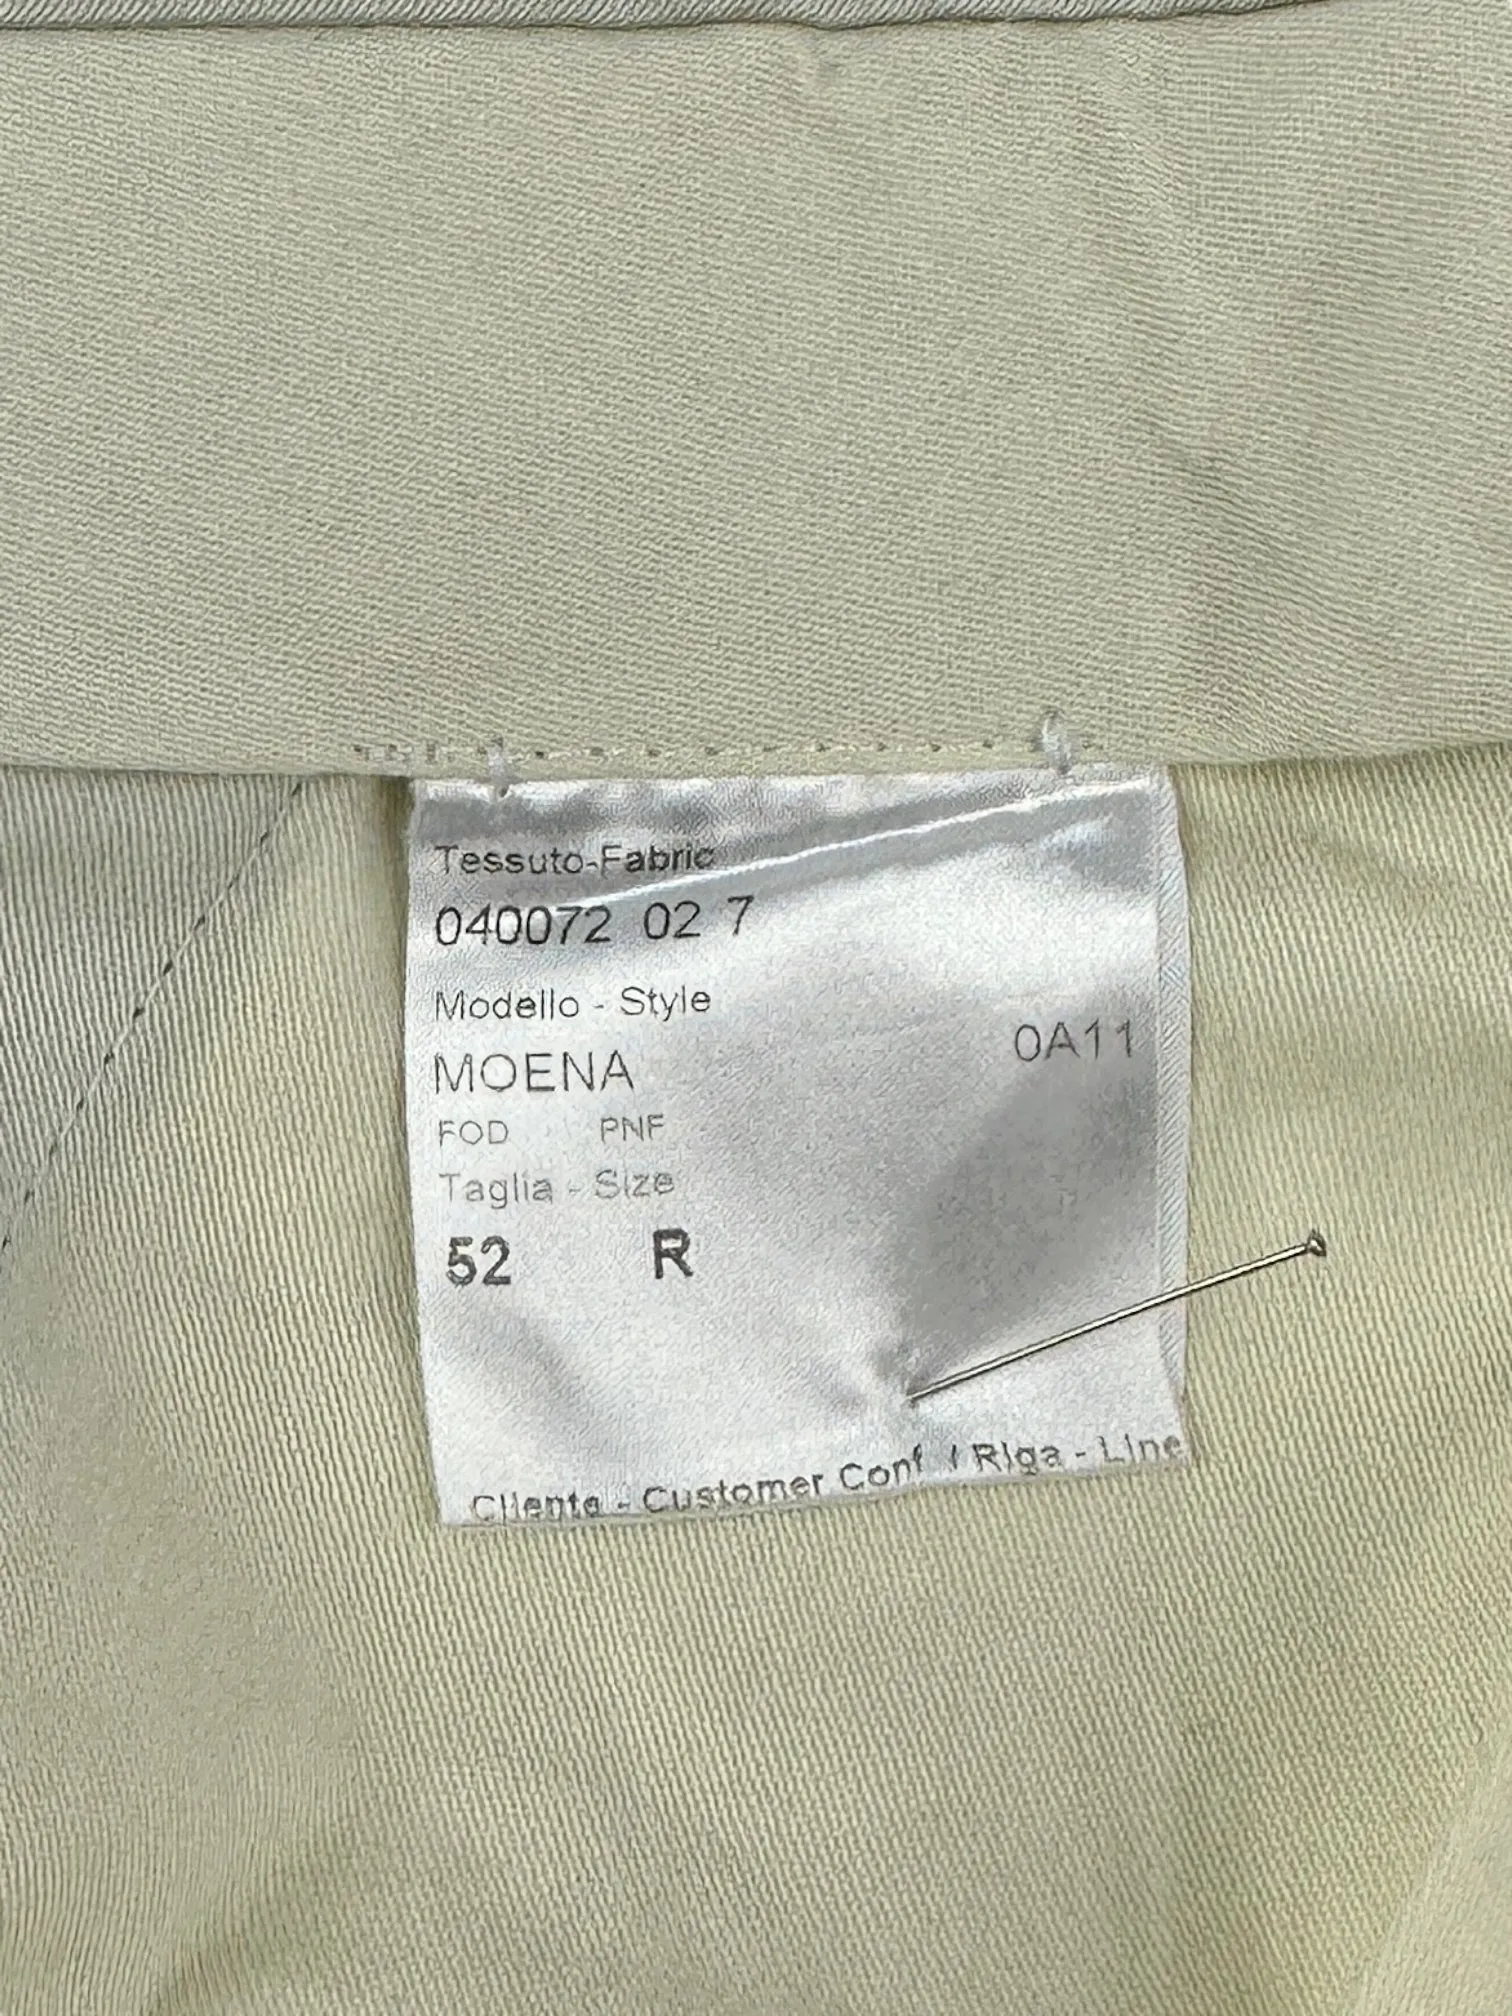 Tessuto-Fabric
040072 02 7
Modello - Style
MOENA 0A11
FOD PNF
Taglia - Size
52 R
Cliente - Customer Conf / Riga - Line